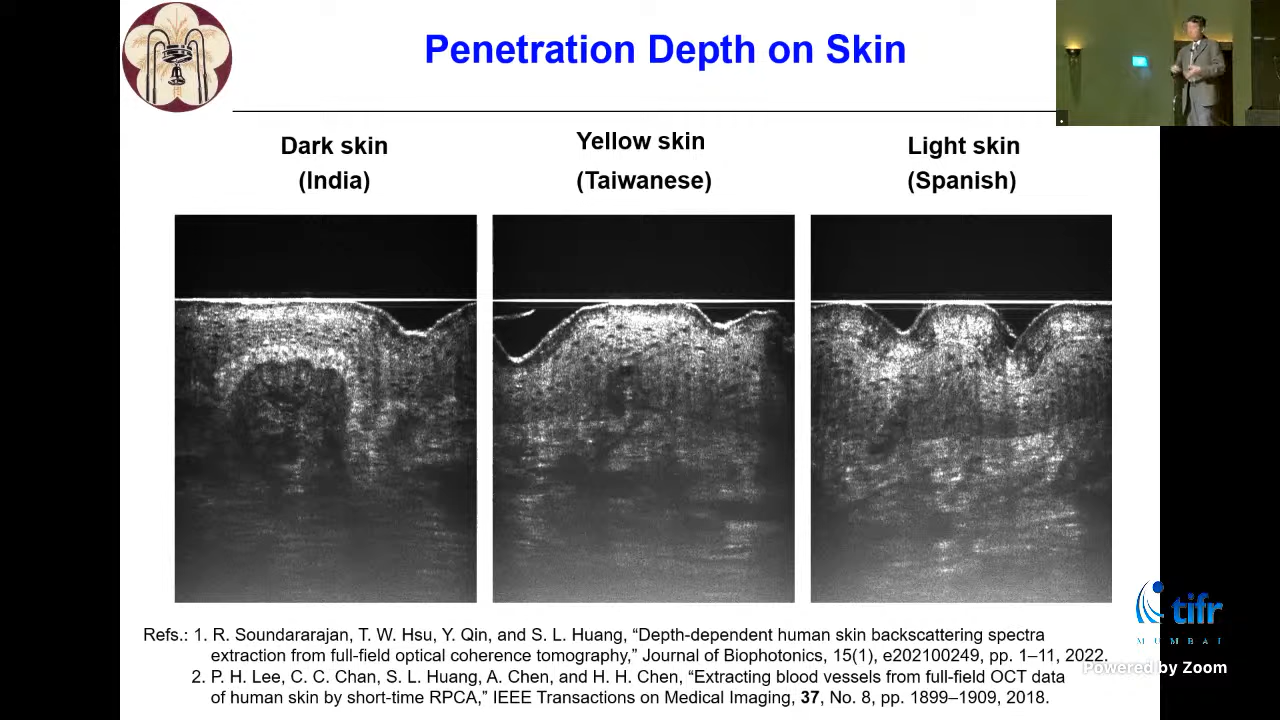 Penetration Depth on Skin
Dark skin
(India)
Yellow skin
(Taiwanese)
Light skin
(Spanish)
Refs.: 1. R. Soundararajan, T. W. Hsu, Y. Qin, and S. L. Huang, “Depth-dependent human skin backscattering spectra
extraction from full-field optical coherence tomography,” Journal of Biophotonics, 15(1), e202100249, pp. 1–11, 2022.
2. P. H. Lee, C. C. Chan, S. L. Huang, A. Chen, and H. H. Chen, “Extracting blood vessels from full-field OCT data
of human skin by short-time RPCA,” IEEE Transactions on Medical Imaging, 37, No. 8, pp. 1899–1909, 2018.
tifr
MUMBAI
Powered by Zoom